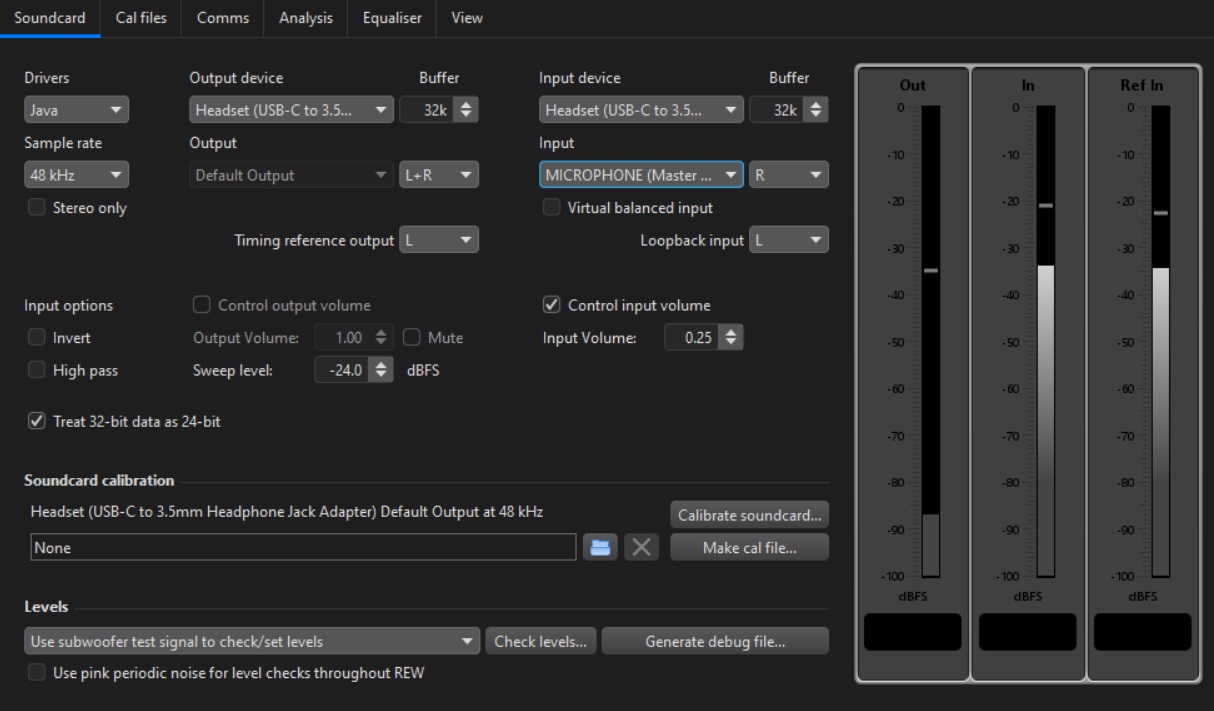 Soundcard Cal files Comms Analysis Equaliser View
Drivers Output device Buffer Input device Buffer
Java Headset (USB-C to 3.5... 32k Headset (USB-C to 3.5... 32k
Sample rate Output Input
48 kHz Default Output L+R MICROPHONE (Master ... R
Stereo only Virtual balanced input
Timing reference output L Loopback input L
Input options Control output volume Control input volume
Invert Output Volume: 1.00 Mute Input Volume: 0.25
High pass Sweep level: -24.0 dBFS
Treat 32-bit data as 24-bit
Soundcard calibration
Headset (USB-C to 3.5mm Headphone Jack Adapter) Default Output at 48 kHz Calibrate soundcard...
None Make cal file...
Levels
Use subwoofer test signal to check/set levels Check levels... Generate debug file...
Use pink periodic noise for level checks throughout REW
Out In Ref In
0 0 0
-10 -10 -10
-20 -20 -20
-30 -30 -30
-40 -40 -40
-50 -50 -50
-60 -60 -60
-70 -70 -70
-80 -80 -80
-90 -90 -90
-100 -100 -100
dBFS dBFS dBFS